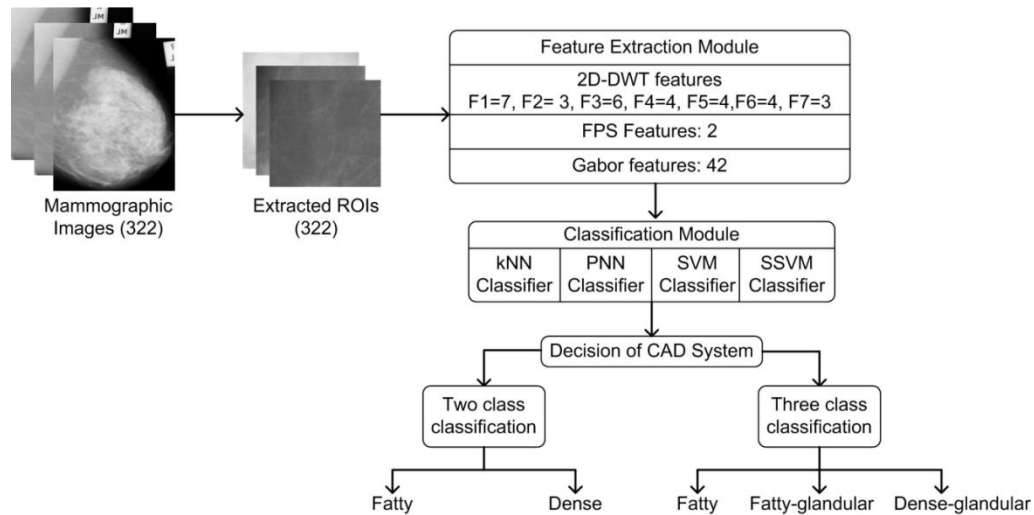 JM
JM
Mammographic
Images (322)
Extracted ROIs
(322)
Feature Extraction Module
2D-DWT features
F1=7, F2= 3, F3=6, F4=4, F5=4,F6=4, F7=3
FPS Features: 2
Gabor features: 42
Classification Module
kNN
Classifier
PNN
Classifier
SVM
Classifier
SSVM
Classifier
Decision of CAD System
Two class
classification
Three class
classification
Fatty
Dense
Fatty
Fatty-glandular
Dense-glandular